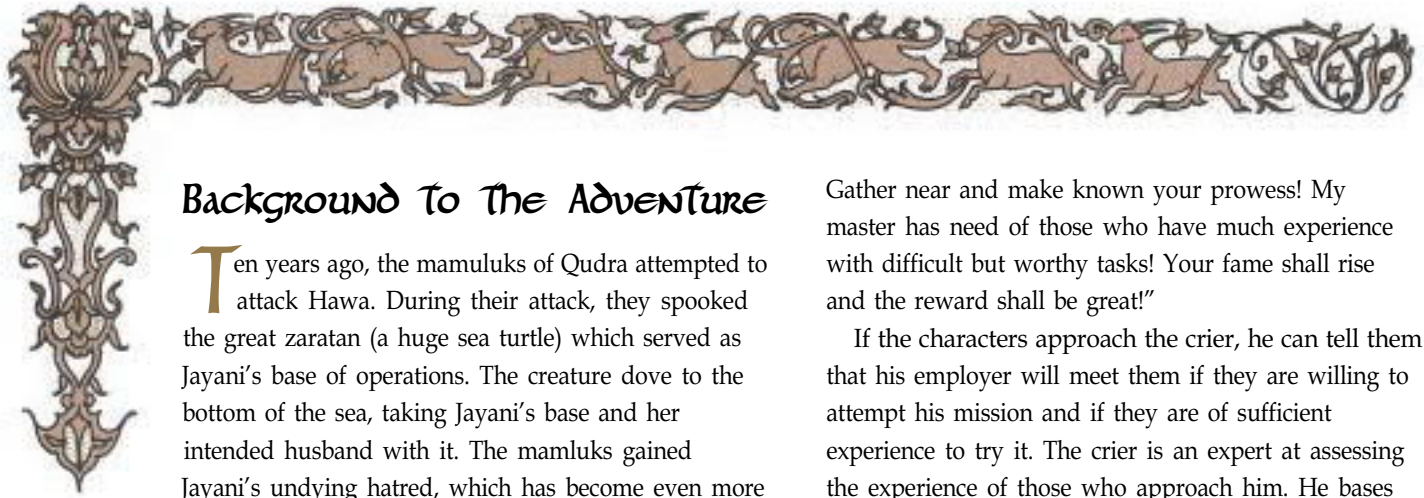 Background to the Adventure
Ten years ago, the mamuluks of Qudra attempted to
attack Hawa. During their attack, they spooked
the great zaratan (a huge sea turtle) which served as
Jayani's base of operations. The creature dove to the
bottom of the sea, taking Jayani's base and her
intended husband with it. The mamluks gained
Jayani's undying hatred, which has become even more
Gather near and make known your prowess! My
master has need of those who have much experience
with difficult but worthy tasks! Your fame shall rise
and the reward shall be great!”
If the characters approach the crier, he can tell them
that his employer will meet them if they are willing to
attempt his mission and if they are of sufficient
experience to try it. The crier is an expert at assessing
the experience of those who approach him. He bases